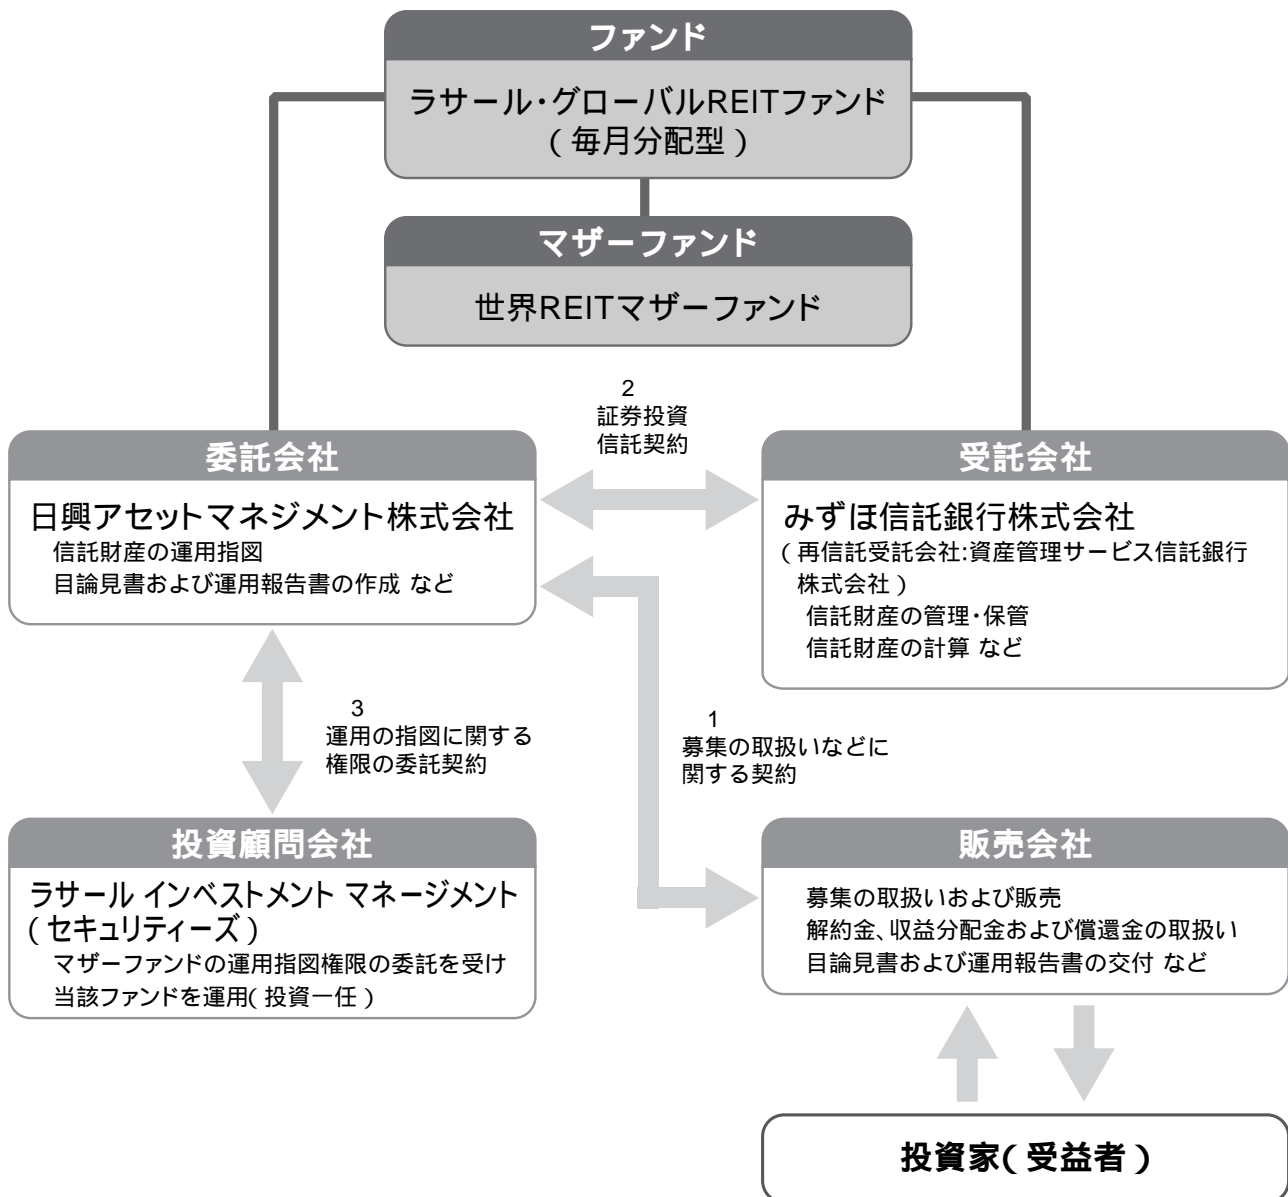 ファンド
ラサール・グローバルREITファンド
(毎月分配型)
マザーファンド
世界REITマザーファンド
2
証券投資
信託契約
委託会社
日興アセットマネジメント株式会社
信託財産の運用指図
目論見書および運用報告書の作成 など
受託会社
みずほ信託銀行株式会社
(再信託受託会社:資産管理サービス信託銀行
株式会社)
信託財産の管理・保管
信託財産の計算 など
3
運用の指図に関する
権限の委託契約
1
募集の取扱いなどに
関する契約
投資顧問会社
ラサール インベストメント マネージメント
(セキュリティーズ)
マザーファンドの運用指図権限の委託を受け
当該ファンドを運用(投資一任)
販売会社
募集の取扱いおよび販売
解約金、収益分配金および償還金の取扱い
目論見書および運用報告書の交付 など
投資家(受益者)